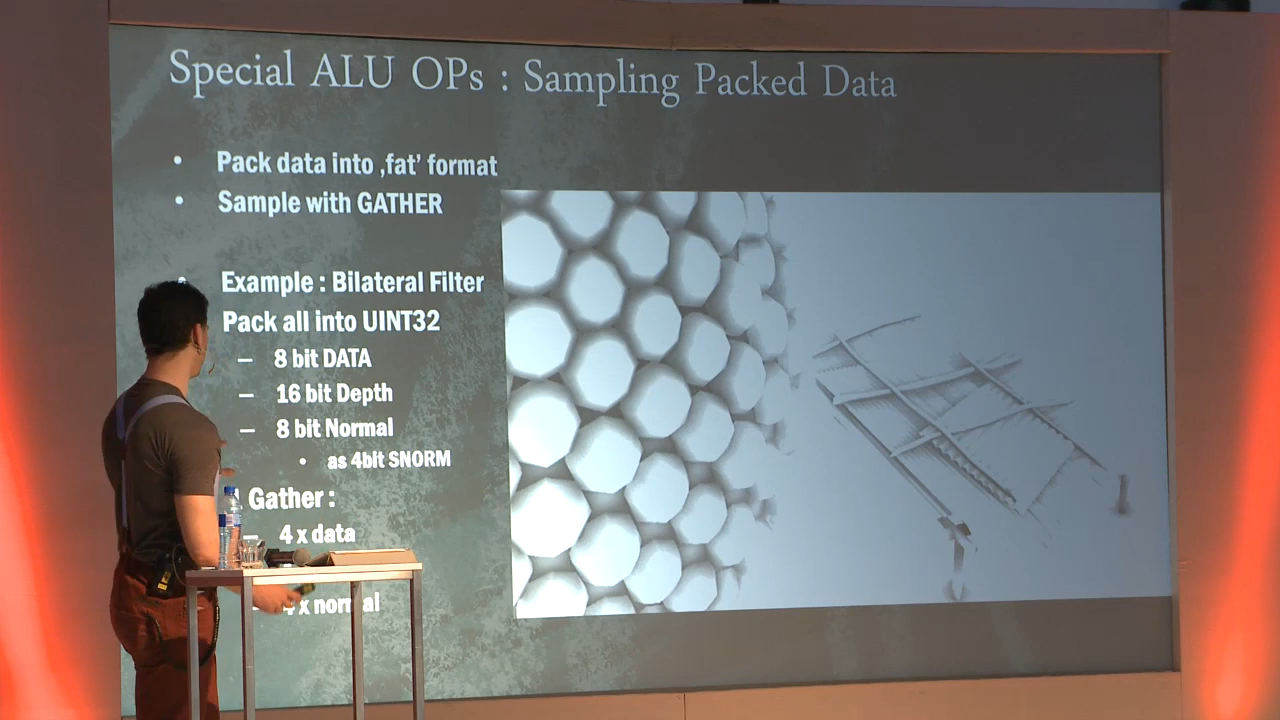 Special ALU OPs : Sampling Packed Data
• Pack data into ‚fat’ format
• Sample with GATHER
• Example : Bilateral Filter
Pack all into UINT32
– 8 bit DATA
– 16 bit Depth
– 8 bit Normal
• as 4bit SNORM
Gather :
– 4 x data
x normal